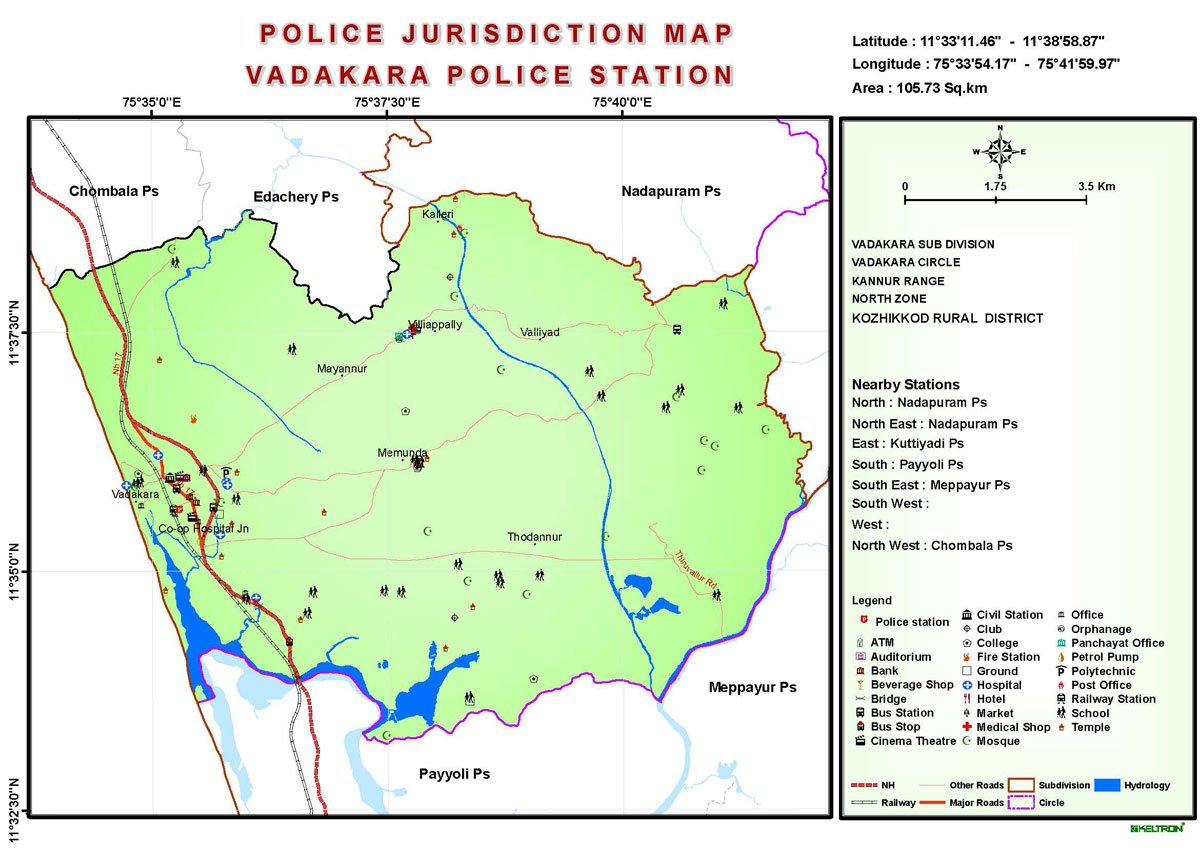 POLICE JURISDICTION MAP
VADAKARA POLICE STATION
Latitude : 11°33'11.46" - 11°38'58.87"
Longitude : 75°33'54.17" - 75°41'59.97"
Area : 105.73 Sq.km
75°35'0"E
75°37'30"E
75°40'0"E
11°37'30"N
11°35'0"N
11°32'30"N
Chombala Ps
Edachery Ps
Nadapuram Ps
Kalleri
Villiappally
Valliyad
Nh 17
Mayannur
Memunda
Vadakara
Co-op Hospital Jn
Thodannur
Thiruvallur Rd
Meppayur Ps
Payyoli Ps
N
W E
S
0 1.75 3.5 Km
VADAKARA SUB DIVISION
VADAKARA CIRCLE
KANNUR RANGE
NORTH ZONE
KOZHIKKOD RURAL DISTRICT
Nearby Stations
North : Nadapuram Ps
North East : Nadapuram Ps
East : Kuttiyadi Ps
South : Payyoli Ps
South East : Meppayur Ps
South West :
West :
North West : Chombala Ps
Legend
Police station
ATM
Auditorium
Bank
Beverage Shop
Bridge
Bus Station
Bus Stop
Cinema Theatre
Civil Station
Club
College
Fire Station
Ground
Hospital
Hotel
Market
Medical Shop
Mosque
Office
Orphanage
Panchayat Office
Petrol Pump
Polytechnic
Post Office
Railway Station
School
Temple
NH
Other Roads
Subdivision
Hydrology
Railway
Major Roads
Circle
KELTRON